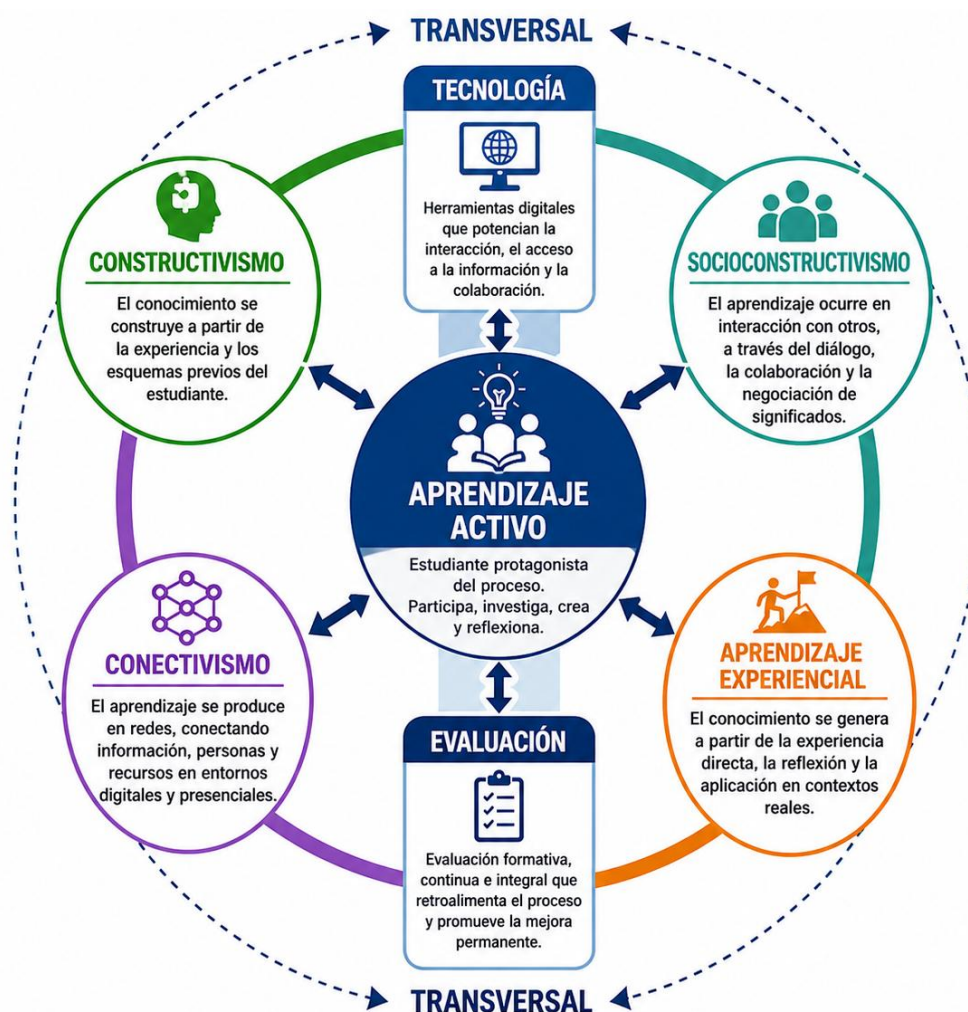 TRANSVERSAL
TECNOLOGÍA
Herramientas digitales
que potencian la
interacción, el acceso
a la información y la
colaboración.
CONSTRUCTIVISMO
El conocimiento se
construye a partir de
la experiencia y los
esquemas previos del
estudiante.
SOCIOCONSTRUCTIVISMO
El aprendizaje ocurre en
interacción con otros,
a través del diálogo,
la colaboración y la
negociación de
significados.
APRENDIZAJE
ACTIVO
Estudiante protagonista
del proceso.
Participa, investiga, crea
y reflexiona.
CONECTIVISMO
El aprendizaje se produce
en redes, conectando
información, personas y
recursos en entornos
digitales y presenciales.
APRENDIZAJE
EXPERIENCIAL
El conocimiento se genera
a partir de la experiencia
directa, la reflexión y la
aplicación en contextos
reales.
EVALUACIÓN
Evaluación formativa,
continua e integral que
retroalimenta el proceso
y promueve la mejora
permanente.
TRANSVERSAL